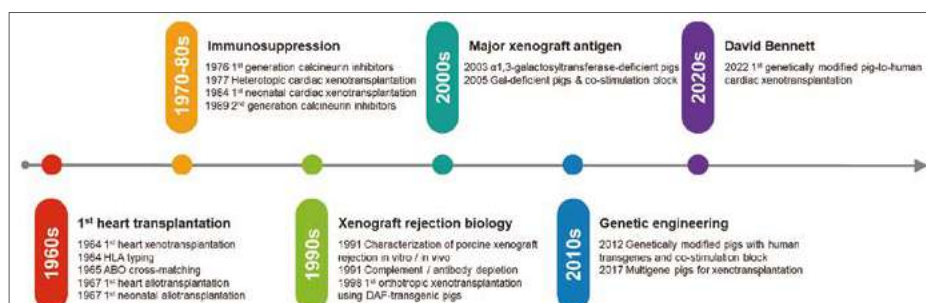 1970-80s
Immunosuppression
1976 1st generation calcineurin inhibitors
1977 Heterotopic cardiac xenotransplantation
1984 1st neonatal cardiac xenotransplantation
1989 2nd generation calcineurin inhibitors
2000s
Major xenograft antigen
2003 α1,3-galactosyltransferase-deficient pigs
2005 Gal-deficient pigs & co-stimulation block
2020s
David Bennett
2022 1st genetically modified pig-to-human
cardiac xenotransplantation
1960s
1st heart transplantation
1964 1st heart xenotransplantation
1964 HLA typing
1965 ABO cross-matching
1967 1st heart allotransplantation
1967 1st neonatal allotransplantation
1990s
Xenograft rejection biology
1991 Characterization of porcine xenograft
rejection in vitro / in vivo
1991 Complement / antibody depletion
1998 1st orthotropic xenotransplantation
using DAF-transgenic pigs
2010s
Genetic engineering
2012 Genetically modified pigs with human
transgenes and co-stimulation block
2017 Multigene pigs for xenotransplantation